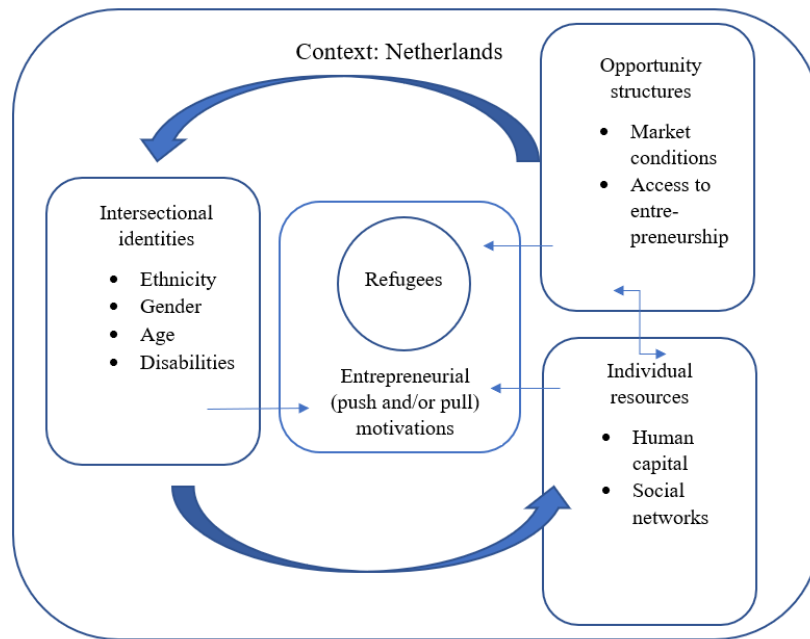 Context: Netherlands
Opportunity
structures
• Market
conditions
• Access to
entre-
preneurship
Intersectional
identities
• Ethnicity
• Gender
• Age
• Disabilities
Refugees
Entrepreneurial
(push and/or pull)
motivations
Individual
resources
• Human
capital
• Social
networks